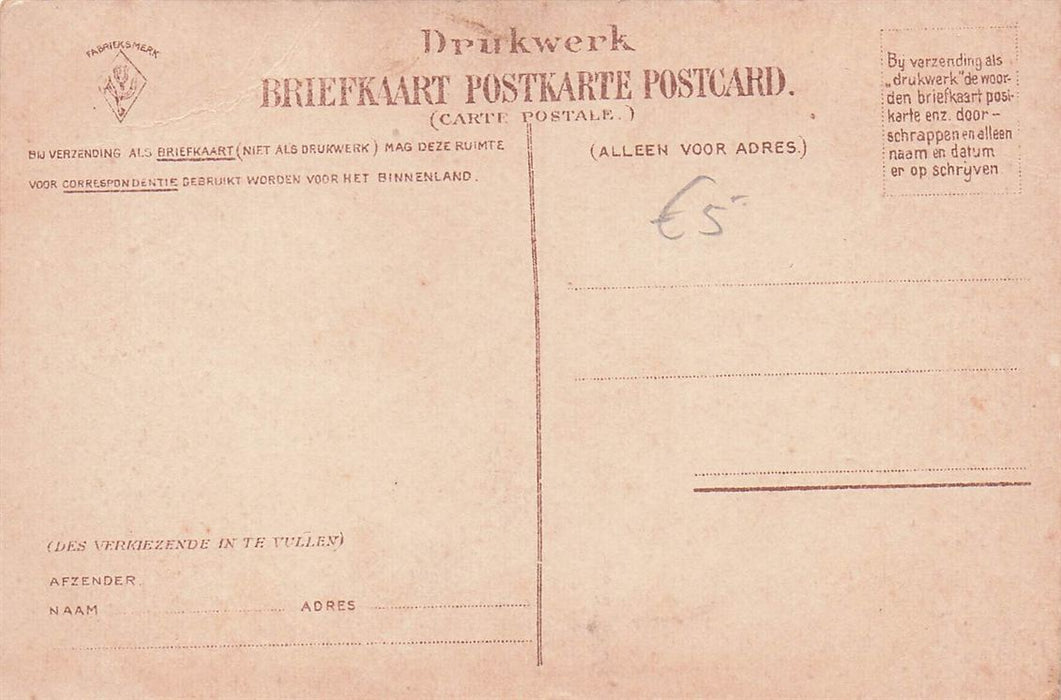 FABRIEKSMERK
Drukwerk
BRIEFKAART POSTKARTE POSTCARD.
(CARTE POSTALE.)
BIJ VERZENDING ALS BRIEFKAART (NIET ALS DRUKWERK) MAG DEZE RUIMTE
VOOR CORRESPONDENTIE GEBRUIKT WORDEN VOOR HET BINNENLAND.
(ALLEEN VOOR ADRES.)
By verzending als
„drukwerk" de woor-
den briefkaart post-
karte enz. door-
schrappen en alleen
naam en datum
er op schryven
€5-
(DES VERKIEZENDE IN TE VULLEN)
AFZENDER.
NAAM ADRES